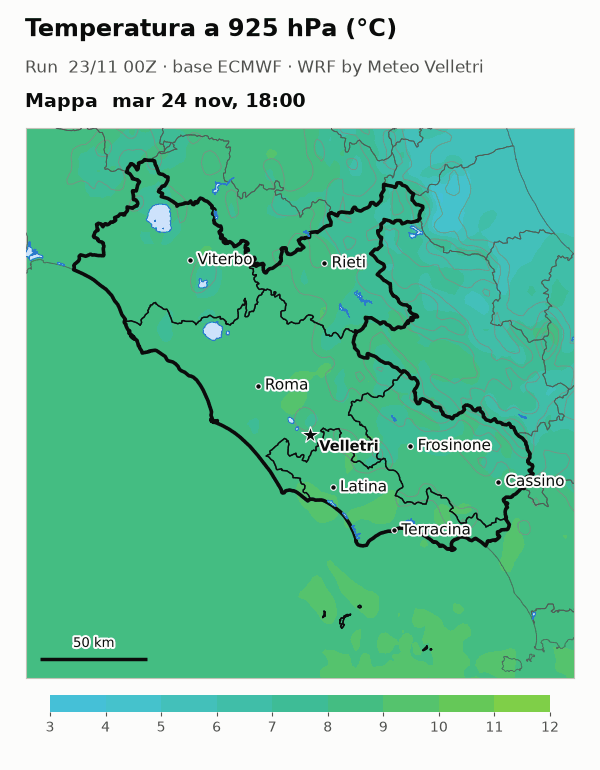 Temperatura a 925 hPa (°C)
Run 23/11 00Z · base ECMWF · WRF by Meteo Velletri
Mappa mar 24 nov, 18:00
Viterbo
Rieti
Roma
Velletri
Frosinone
Latina
Cassino
Terracina
50 km
3 4 5 6 7 8 9 10 11 12